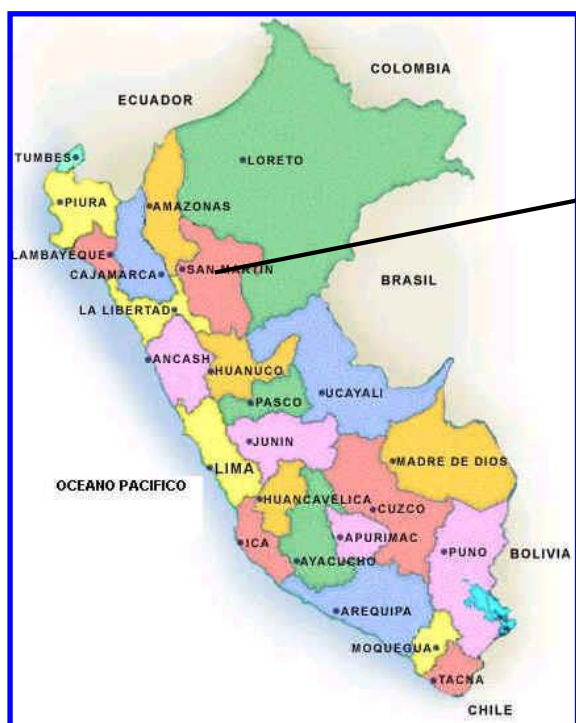 COLOMBIA
ECUADOR
TUMBES
LORETO
PIURA
AMAZONAS
LAMBAYEQUE
CAJAMARCA
SAN MARTIN
BRASIL
LA LIBERTAD
ANCASH
HUANUCO
UCAYALI
PASCO
JUNIN
LIMA
MADRE DE DIOS
OCEANO PACIFICO
HUANCAVELICA
CUZCO
ICA
APURIMAC
PUNO
BOLIVIA
AYACUCHO
AREQUIPA
MOQUEGUA
TACNA
CHILE